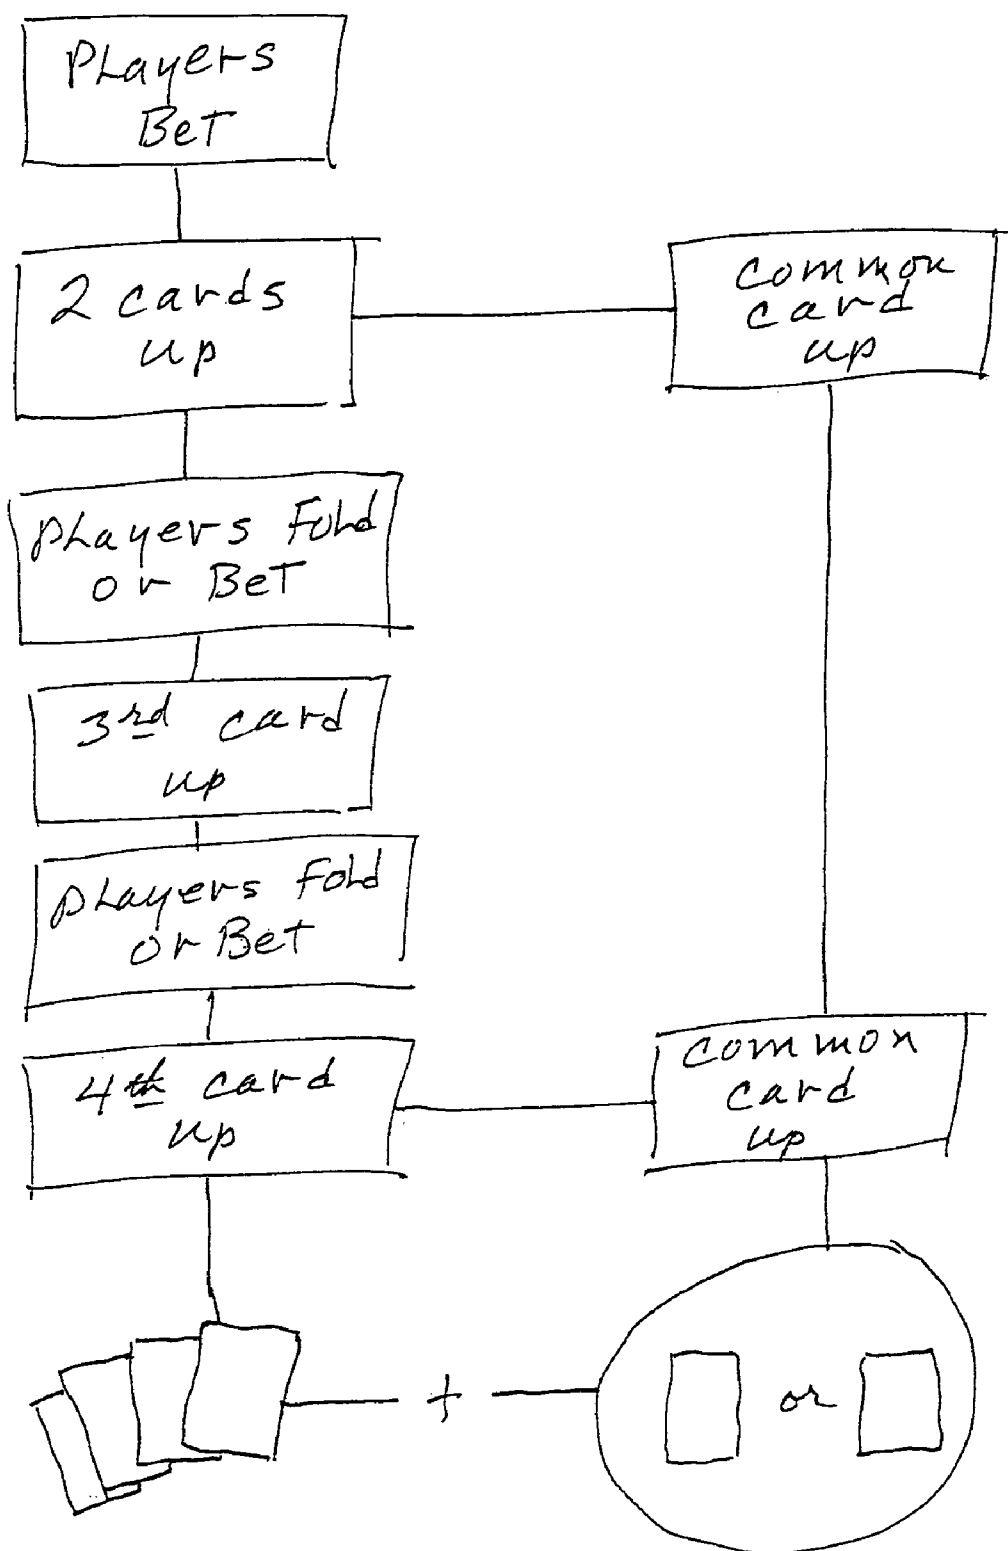 Players
Bet
2 cards
up
common
card
up
Players Fold
or Bet
3rd card
up
players Fold
or Bet
4th card
up
common
card
up
+
or